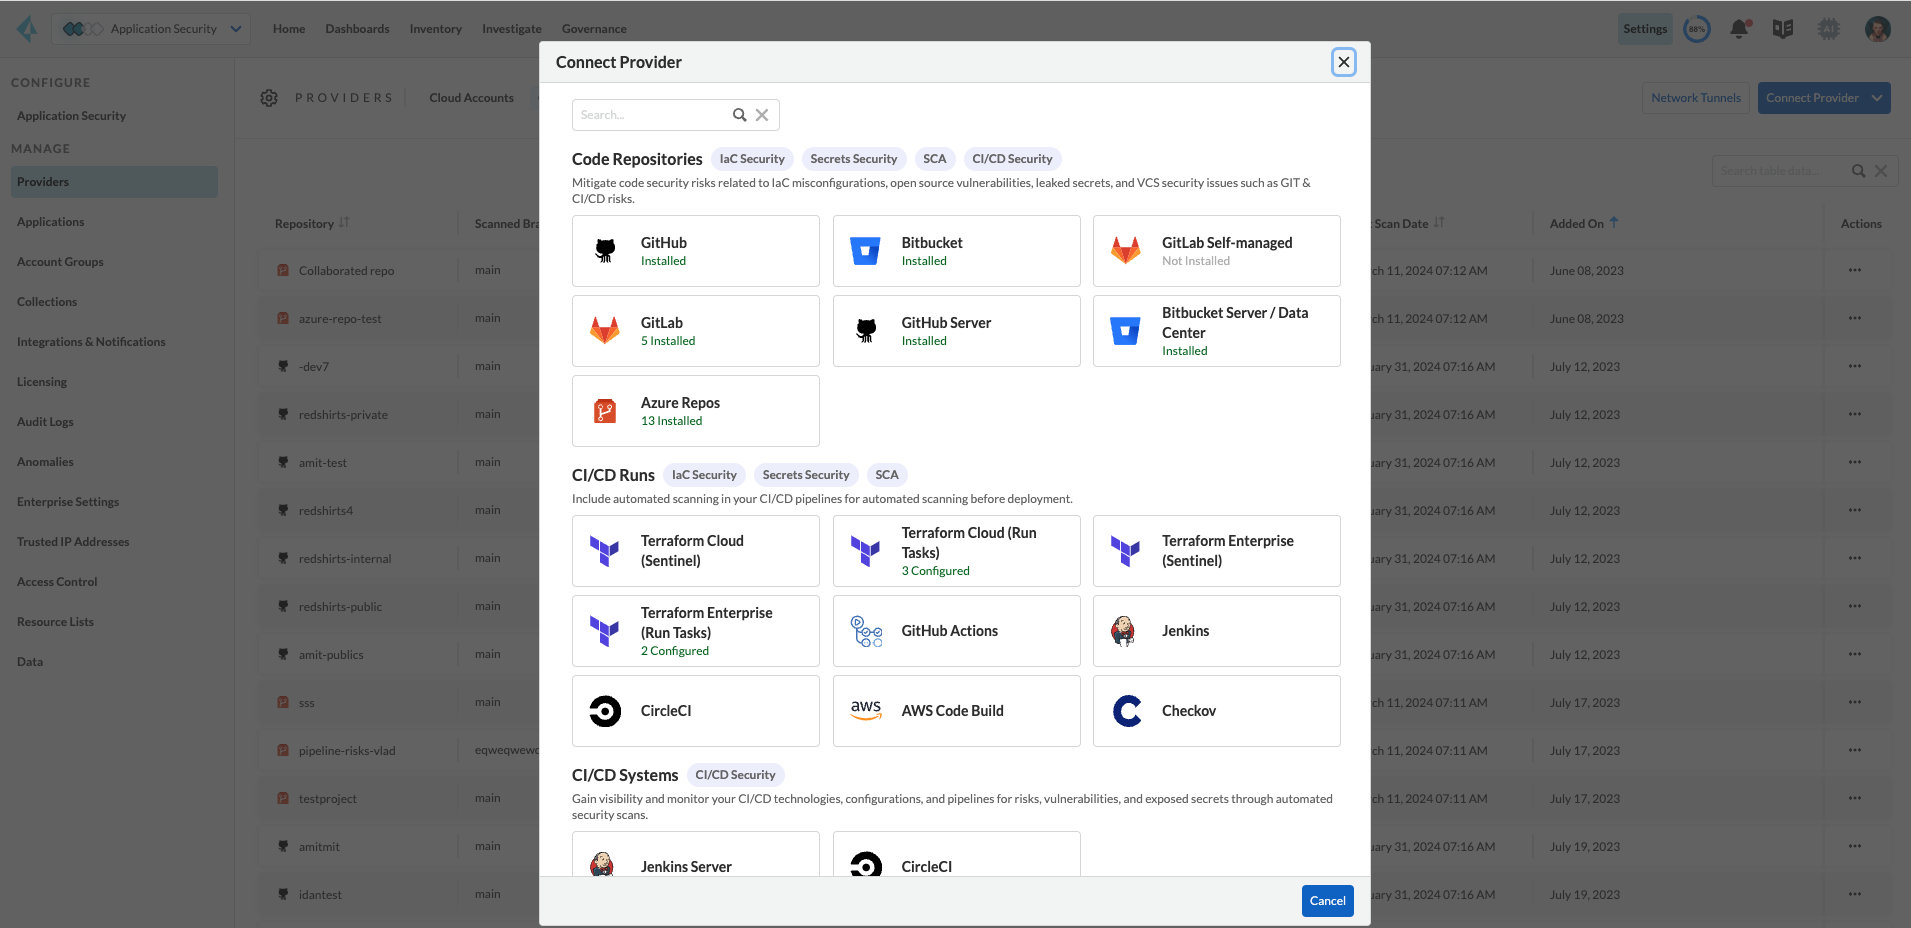 Application Security
Home
Dashboards
Inventory
Investigate
Governance
Settings
88%
AI
CONFIGURE
Application Security
MANAGE
Providers
Applications
Account Groups
Collections
Integrations & Notifications
Licensing
Audit Logs
Anomalies
Enterprise Settings
Trusted IP Addresses
Access Control
Resource Lists
Data
PROVIDERS
Cloud Accounts
Network Tunnels
Connect Provider
Search table data...
Repository
Scanned Bra
Scan Date
Added On
Actions
Collaborated repo main ch 11, 2024 07:12 AM June 08, 2023
azure-repo-test main ch 11, 2024 07:12 AM June 08, 2023
-dev7 main uary 31, 2024 07:16 AM July 12, 2023
redshirts-private main uary 31, 2024 07:16 AM July 12, 2023
amit-test main uary 31, 2024 07:16 AM July 12, 2023
redshirts4 main uary 31, 2024 07:16 AM July 12, 2023
redshirts-internal main uary 31, 2024 07:16 AM July 12, 2023
redshirts-public main uary 31, 2024 07:16 AM July 12, 2023
amit-publics main uary 31, 2024 07:16 AM July 12, 2023
sss main uary 31, 2024 07:16 AM July 12, 2023
pipeline-risks-vlad eqweqwewq ch 11, 2024 07:11 AM July 17, 2023
testproject main ch 11, 2024 07:11 AM July 17, 2023
amitmit main uary 31, 2024 07:16 AM July 19, 2023
idantest main uary 31, 2024 07:16 AM July 19, 2023
Connect Provider
Search...
Code Repositories
IaC Security
Secrets Security
SCA
CI/CD Security
Mitigate code security risks related to IaC misconfigurations, open source vulnerabilities, leaked secrets, and VCS security issues such as GIT &
CI/CD risks.
GitHub
Installed
Bitbucket
Installed
GitLab Self-managed
Not Installed
GitLab
5 Installed
GitHub Server
Installed
Bitbucket Server / Data
Center
Installed
Azure Repos
13 Installed
CI/CD Runs
IaC Security
Secrets Security
SCA
Include automated scanning in your CI/CD pipelines for automated scanning before deployment.
Terraform Cloud
(Sentinel)
Terraform Cloud (Run
Tasks)
3 Configured
Terraform Enterprise
(Sentinel)
Terraform Enterprise
(Run Tasks)
2 Configured
GitHub Actions
Jenkins
CircleCI
aws
AWS Code Build
Checkov
CI/CD Systems
CI/CD Security
Gain visibility and monitor your CI/CD technologies, configurations, and pipelines for risks, vulnerabilities, and exposed secrets through automated
security scans.
Jenkins Server
CircleCI
Cancel